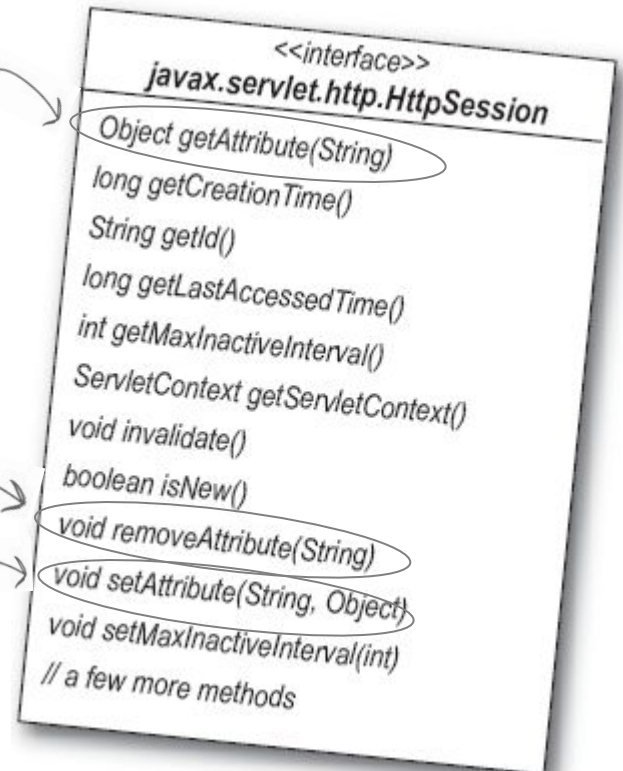 <<interface>>
javax.servlet.http.HttpSession
Object getAttribute(String)
long getCreationTime()
String getId()
long getLastAccessedTime()
int getMaxInactiveInterval()
ServletContext getServletContext()
void invalidate()
boolean isNew()
void removeAttribute(String)
void setAttribute(String, Object)
void setMaxInactiveInterval(int)
// a few more methods